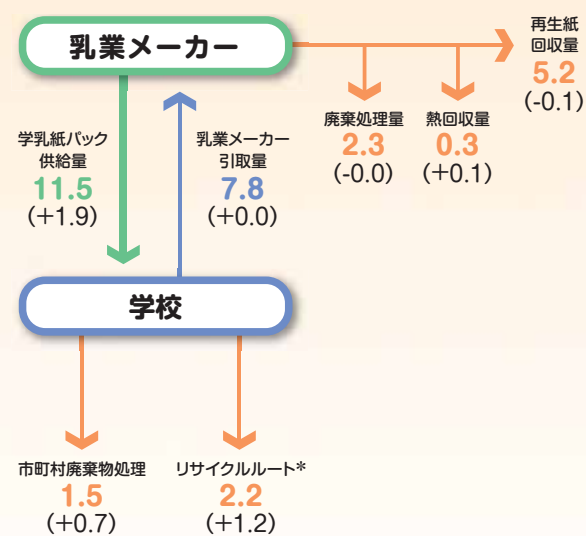 乳業メーカー
再生紙
回収量
5.2
(-0.1)
廃棄処理量
2.3
(-0.0)
熱回収量
0.3
(+0.1)
学乳紙パック
供給量
11.5
(+1.9)
乳業メーカー
引取量
7.8
(+0.0)
学校
市町村廃棄物処理
1.5
(+0.7)
リサイクルルート*
2.2
(+1.2)